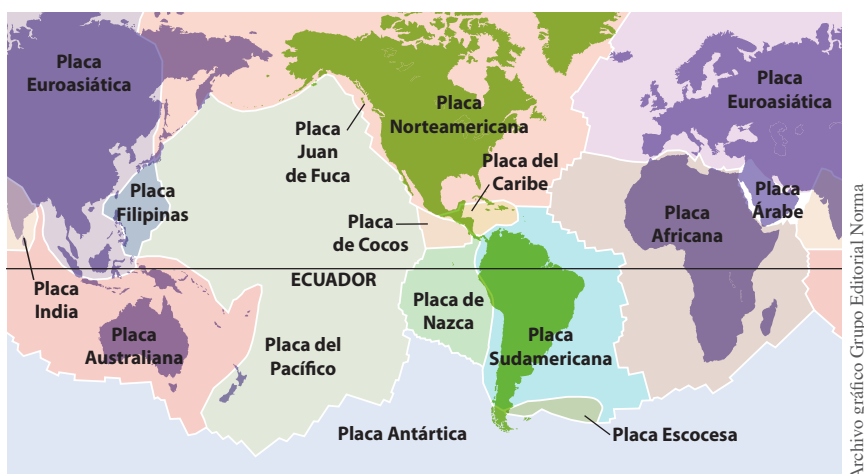 Placa
Euroasiática
Placa
Norteamericana
Placa
Euroasiática
Placa
Juan
de Fuca
Placa del
Caribe
Placa
Filipinas
Placa
Árabe
Placa
de Cocos
Placa
Africana
ECUADOR
Placa
India
Placa de
Nazca
Placa
Australiana
Placa del
Pacífico
Placa
Sudamericana
Placa Antártica
Placa Escocesa
Archivo gráfico Grupo Editorial Norma